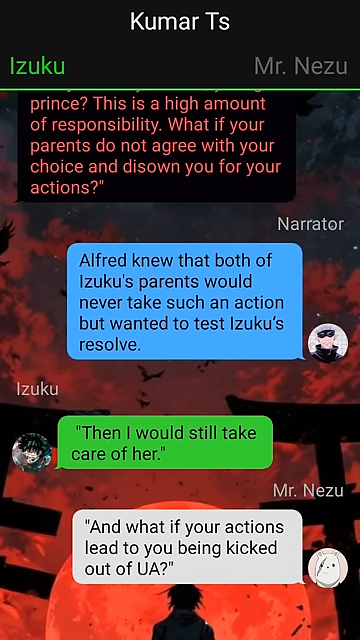 Kumar Ts
Izuku Mr. Nezu
prince? This is a high amount
of responsibility. What if your
parents do not agree with your
choice and disown you for your
actions?"
Narrator
Alfred knew that both of
Izuku's parents would
never take such an action
but wanted to test Izuku's
resolve.
Izuku
"Then I would still take
care of her."
Mr. Nezu
"And what if your actions
lead to you being kicked
out of UA?"